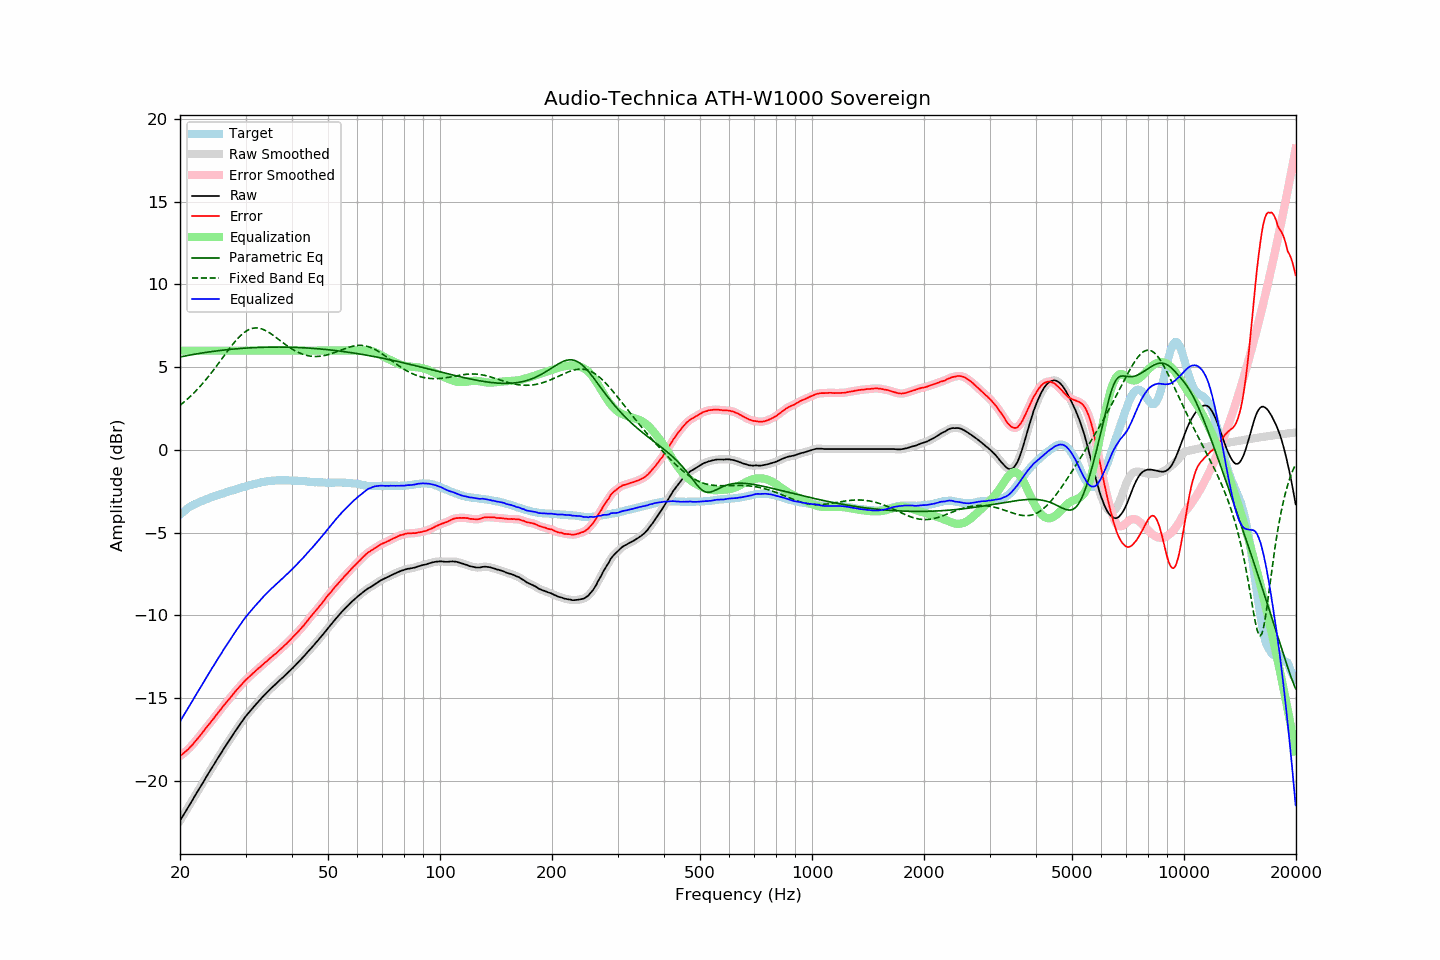 Audio-Technica ATH-W1000 Sovereign
Target
Raw Smoothed
Error Smoothed
Raw
Error
Equalization
Parametric Eq
Fixed Band Eq
Equalized
Amplitude (dBr)
20
15
10
5
0
−5
−10
−15
−20
20
50
100
200
500
1000
2000
5000
10000
20000
Frequency (Hz)